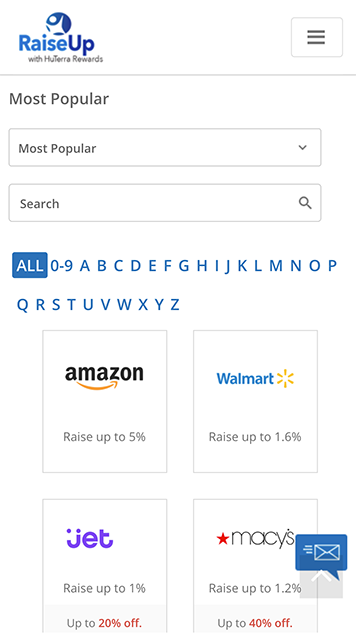 RaiseUp
with HuTerra Rewards
Most Popular
Most Popular
Search
ALL 0-9 A B C D E F G H I J K L M N O P
Q R S T U V W X Y Z
amazon
Walmart
Raise up to 5%
Raise up to 1.6%
jet
macy's
Raise up to 1%
Raise up to 1.2%
Up to 20% off.
Up to 40% off.